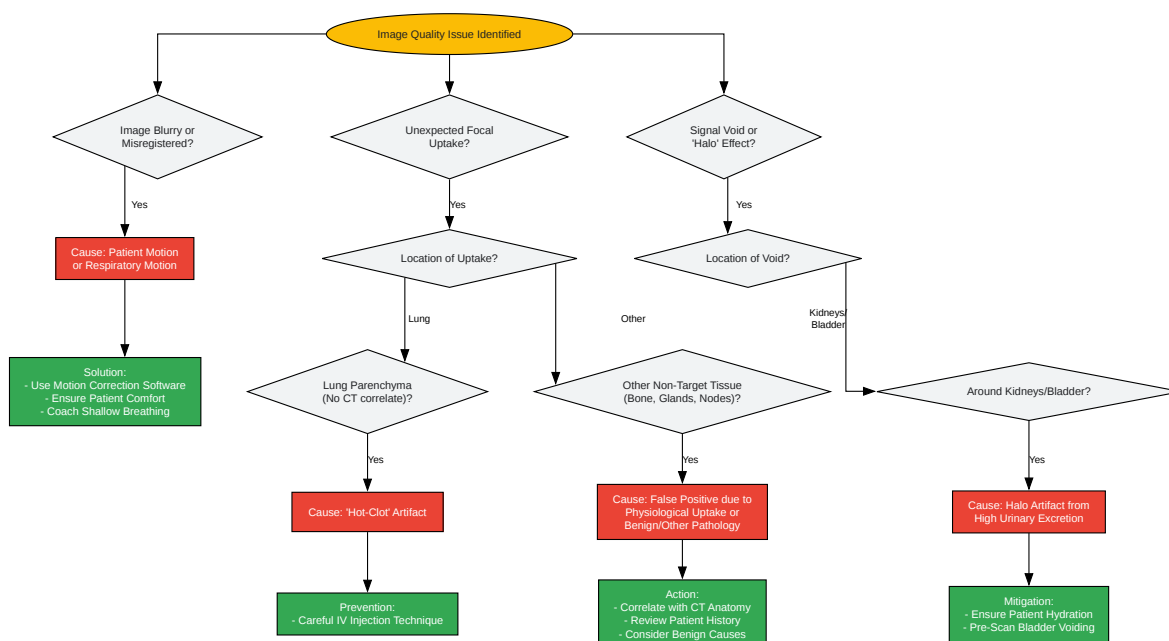 Image Quality Issue Identified
Image Blurry or
Misregistered?
Unexpected Focal
Uptake?
Signal Void or
'Halo' Effect?
Yes
Yes
Yes
Cause: Patient Motion
or Respiratory Motion
Location of Uptake?
Location of Void?
Lung
Other
Kidneys/
Bladder
Solution:
- Use Motion Correction Software
- Ensure Patient Comfort
- Coach Shallow Breathing
Lung Parenchyma
(No CT correlate)?
Other Non-Target Tissue
(Bone, Glands, Nodes)?
Around Kidneys/Bladder?
Yes
Yes
Yes
Cause: 'Hot-Clot' Artifact
Cause: False Positive due to
Physiological Uptake or
Benign/Other Pathology
Cause: Halo Artifact from
High Urinary Excretion
Prevention:
- Careful IV Injection Technique
Action:
- Correlate with CT Anatomy
- Review Patient History
- Consider Benign Causes
Mitigation:
- Ensure Patient Hydration
- Pre-Scan Bladder Voiding